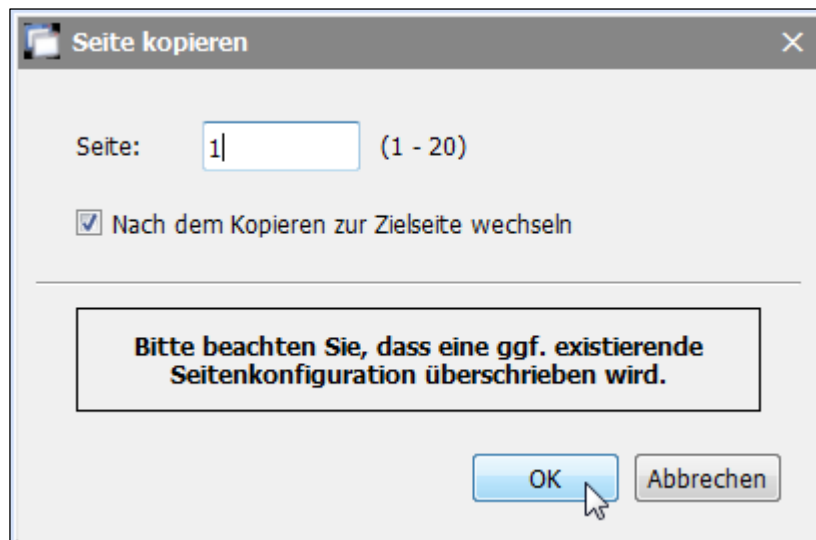 Seite kopieren
Seite: 1 (1 - 20)
Nach dem Kopieren zur Zielseite wechseln
Bitte beachten Sie, dass eine ggf. existierende
Seitenkonfiguration überschrieben wird.
OK Abbrechen